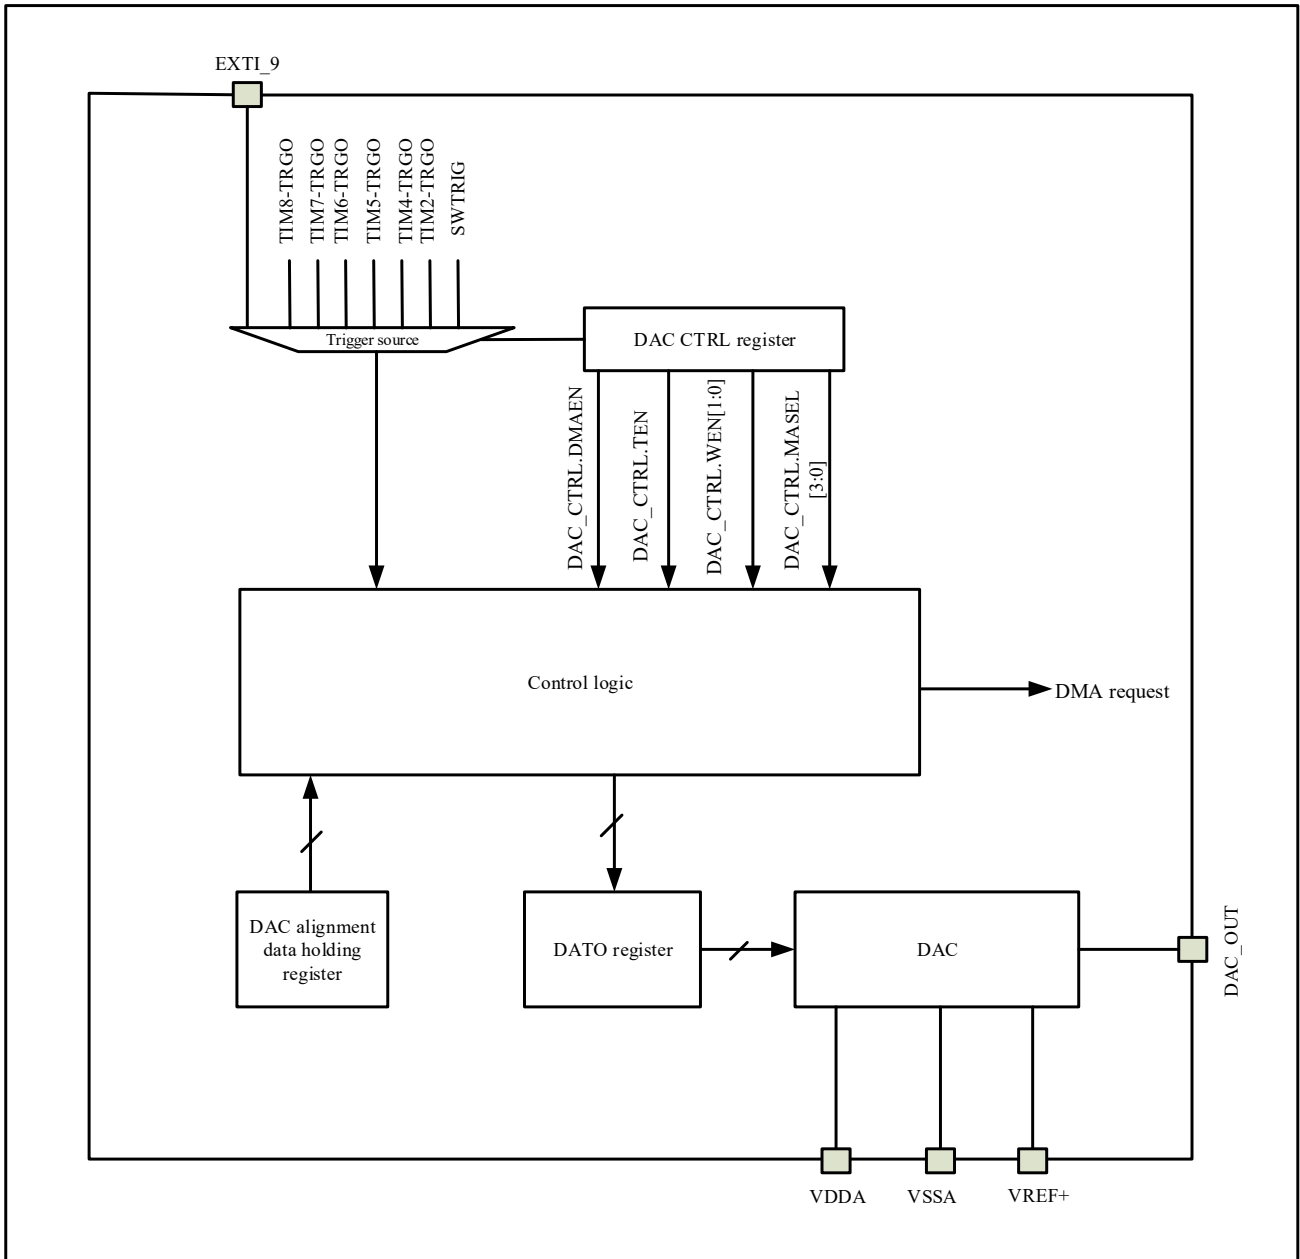 EXTI_9
TIM8-TRGO
TIM7-TRGO
TIM6-TRGO
TIM5-TRGO
TIM4-TRGO
TIM2-TRGO
SWTRIG
Trigger source
DAC CTRL register
DAC_CTRL.DMAEN
DAC_CTRL.TEN
DAC_CTRL.WEN[1:0]
DAC_CTRL.MASEL
[3:0]
Control logic
DMA request
DAC alignment
data holding
register
DATO register
DAC
DAC_OUT
VDDA
VSSA
VREF+